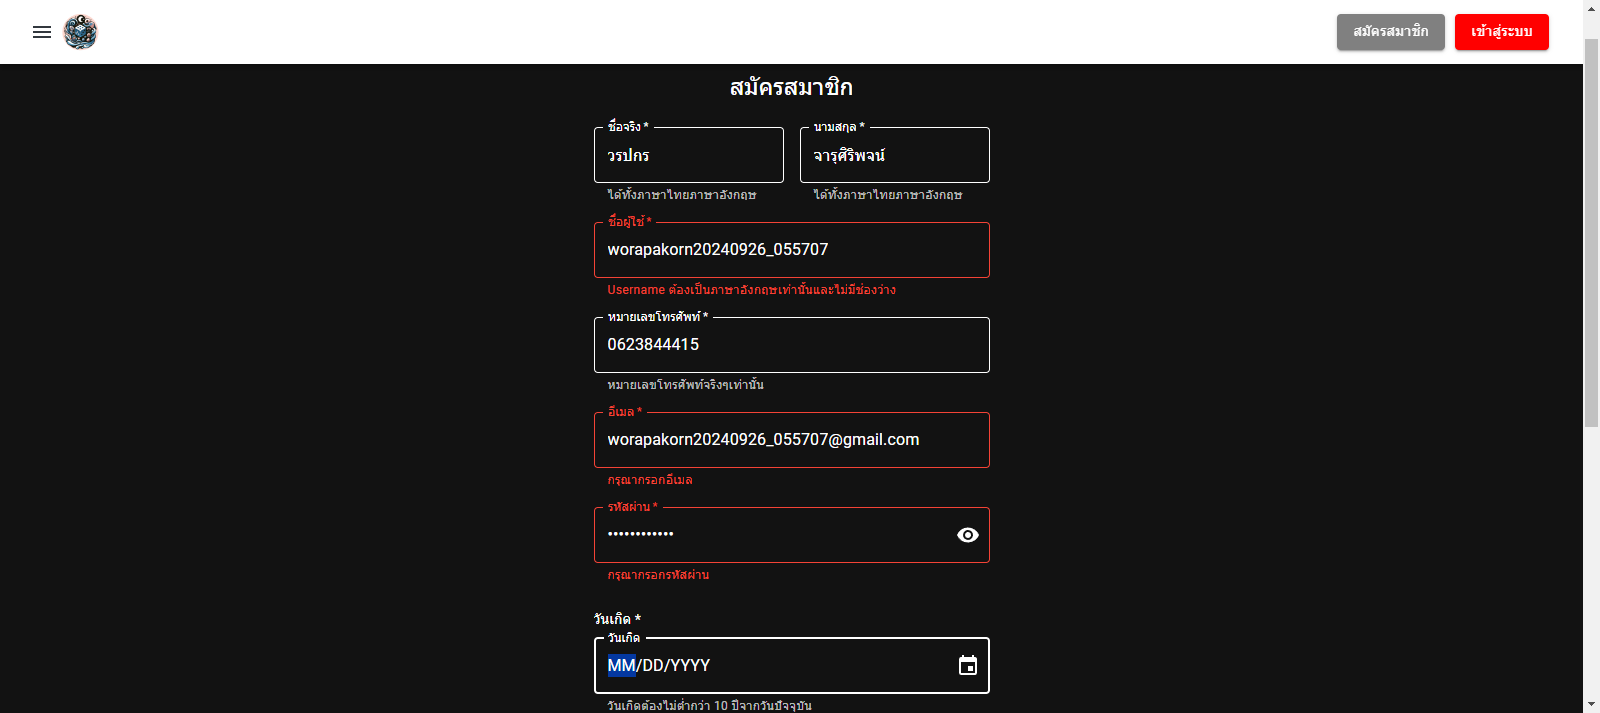 สมัครสมาชิก
เข้าสู่ระบบ
สมัครสมาชิก
ชื่อจริง *
วรปกร
ได้ทั้งภาษาไทยภาษาอังกฤษ
นามสกุล *
จารุศิริพจน์
ได้ทั้งภาษาไทยภาษาอังกฤษ
ชื่อผู้ใช้ *
worapakorn20240926_055707
Username ต้องเป็นภาษาอังกฤษเท่านั้นและไม่มีช่องว่าง
หมายเลขโทรศัพท์ *
0623844415
หมายเลขโทรศัพท์จริงๆเท่านั้น
อีเมล *
worapakorn20240926_055707@gmail.com
กรุณากรอกอีเมล
รหัสผ่าน *
••••••••••••
กรุณากรอกรหัสผ่าน
วันเกิด *
วันเกิด
MM/DD/YYYY
วันเกิดต้องไม่ต่ำกว่า 10 ปีจากวันปัจจุบัน